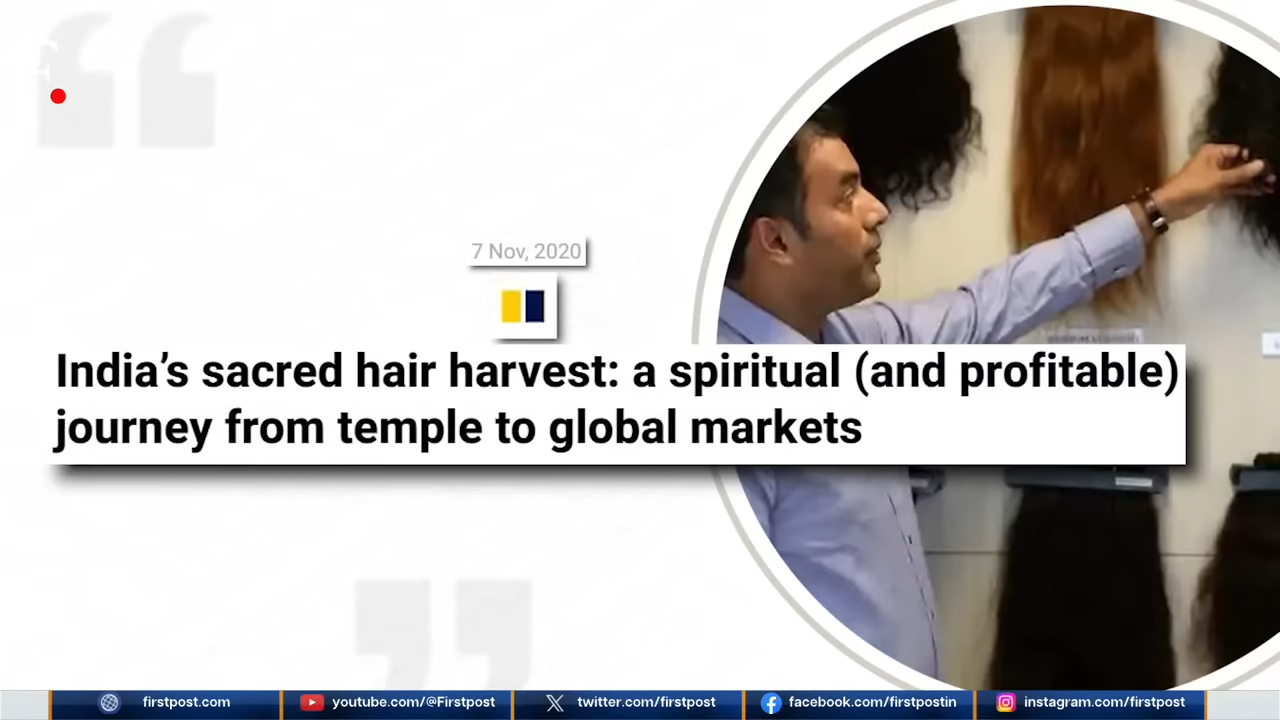 F
7 Nov, 2020
India's sacred hair harvest: a spiritual (and profitable)
journey from temple to global markets
firstpost.com
youtube.com/@Firstpost
twitter.com/firstpost
facebook.com/firstpostin
instagram.com/firstpost